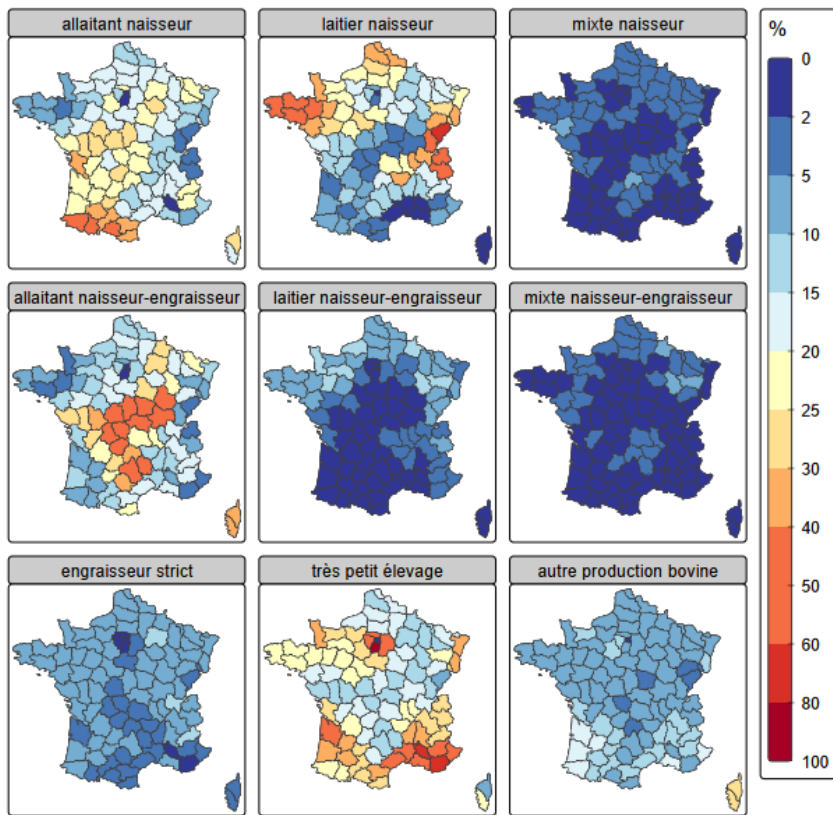 allaitant naisseur
laitier naisseur
mixte naisseur
%
0
2
5
10
15
20
25
30
40
50
60
80
100
allaitant naisseur-engraisseur
laitier naisseur-engraisseur
mixte naisseur-engraisseur
engraisseur strict
très petit élevage
autre production bovine